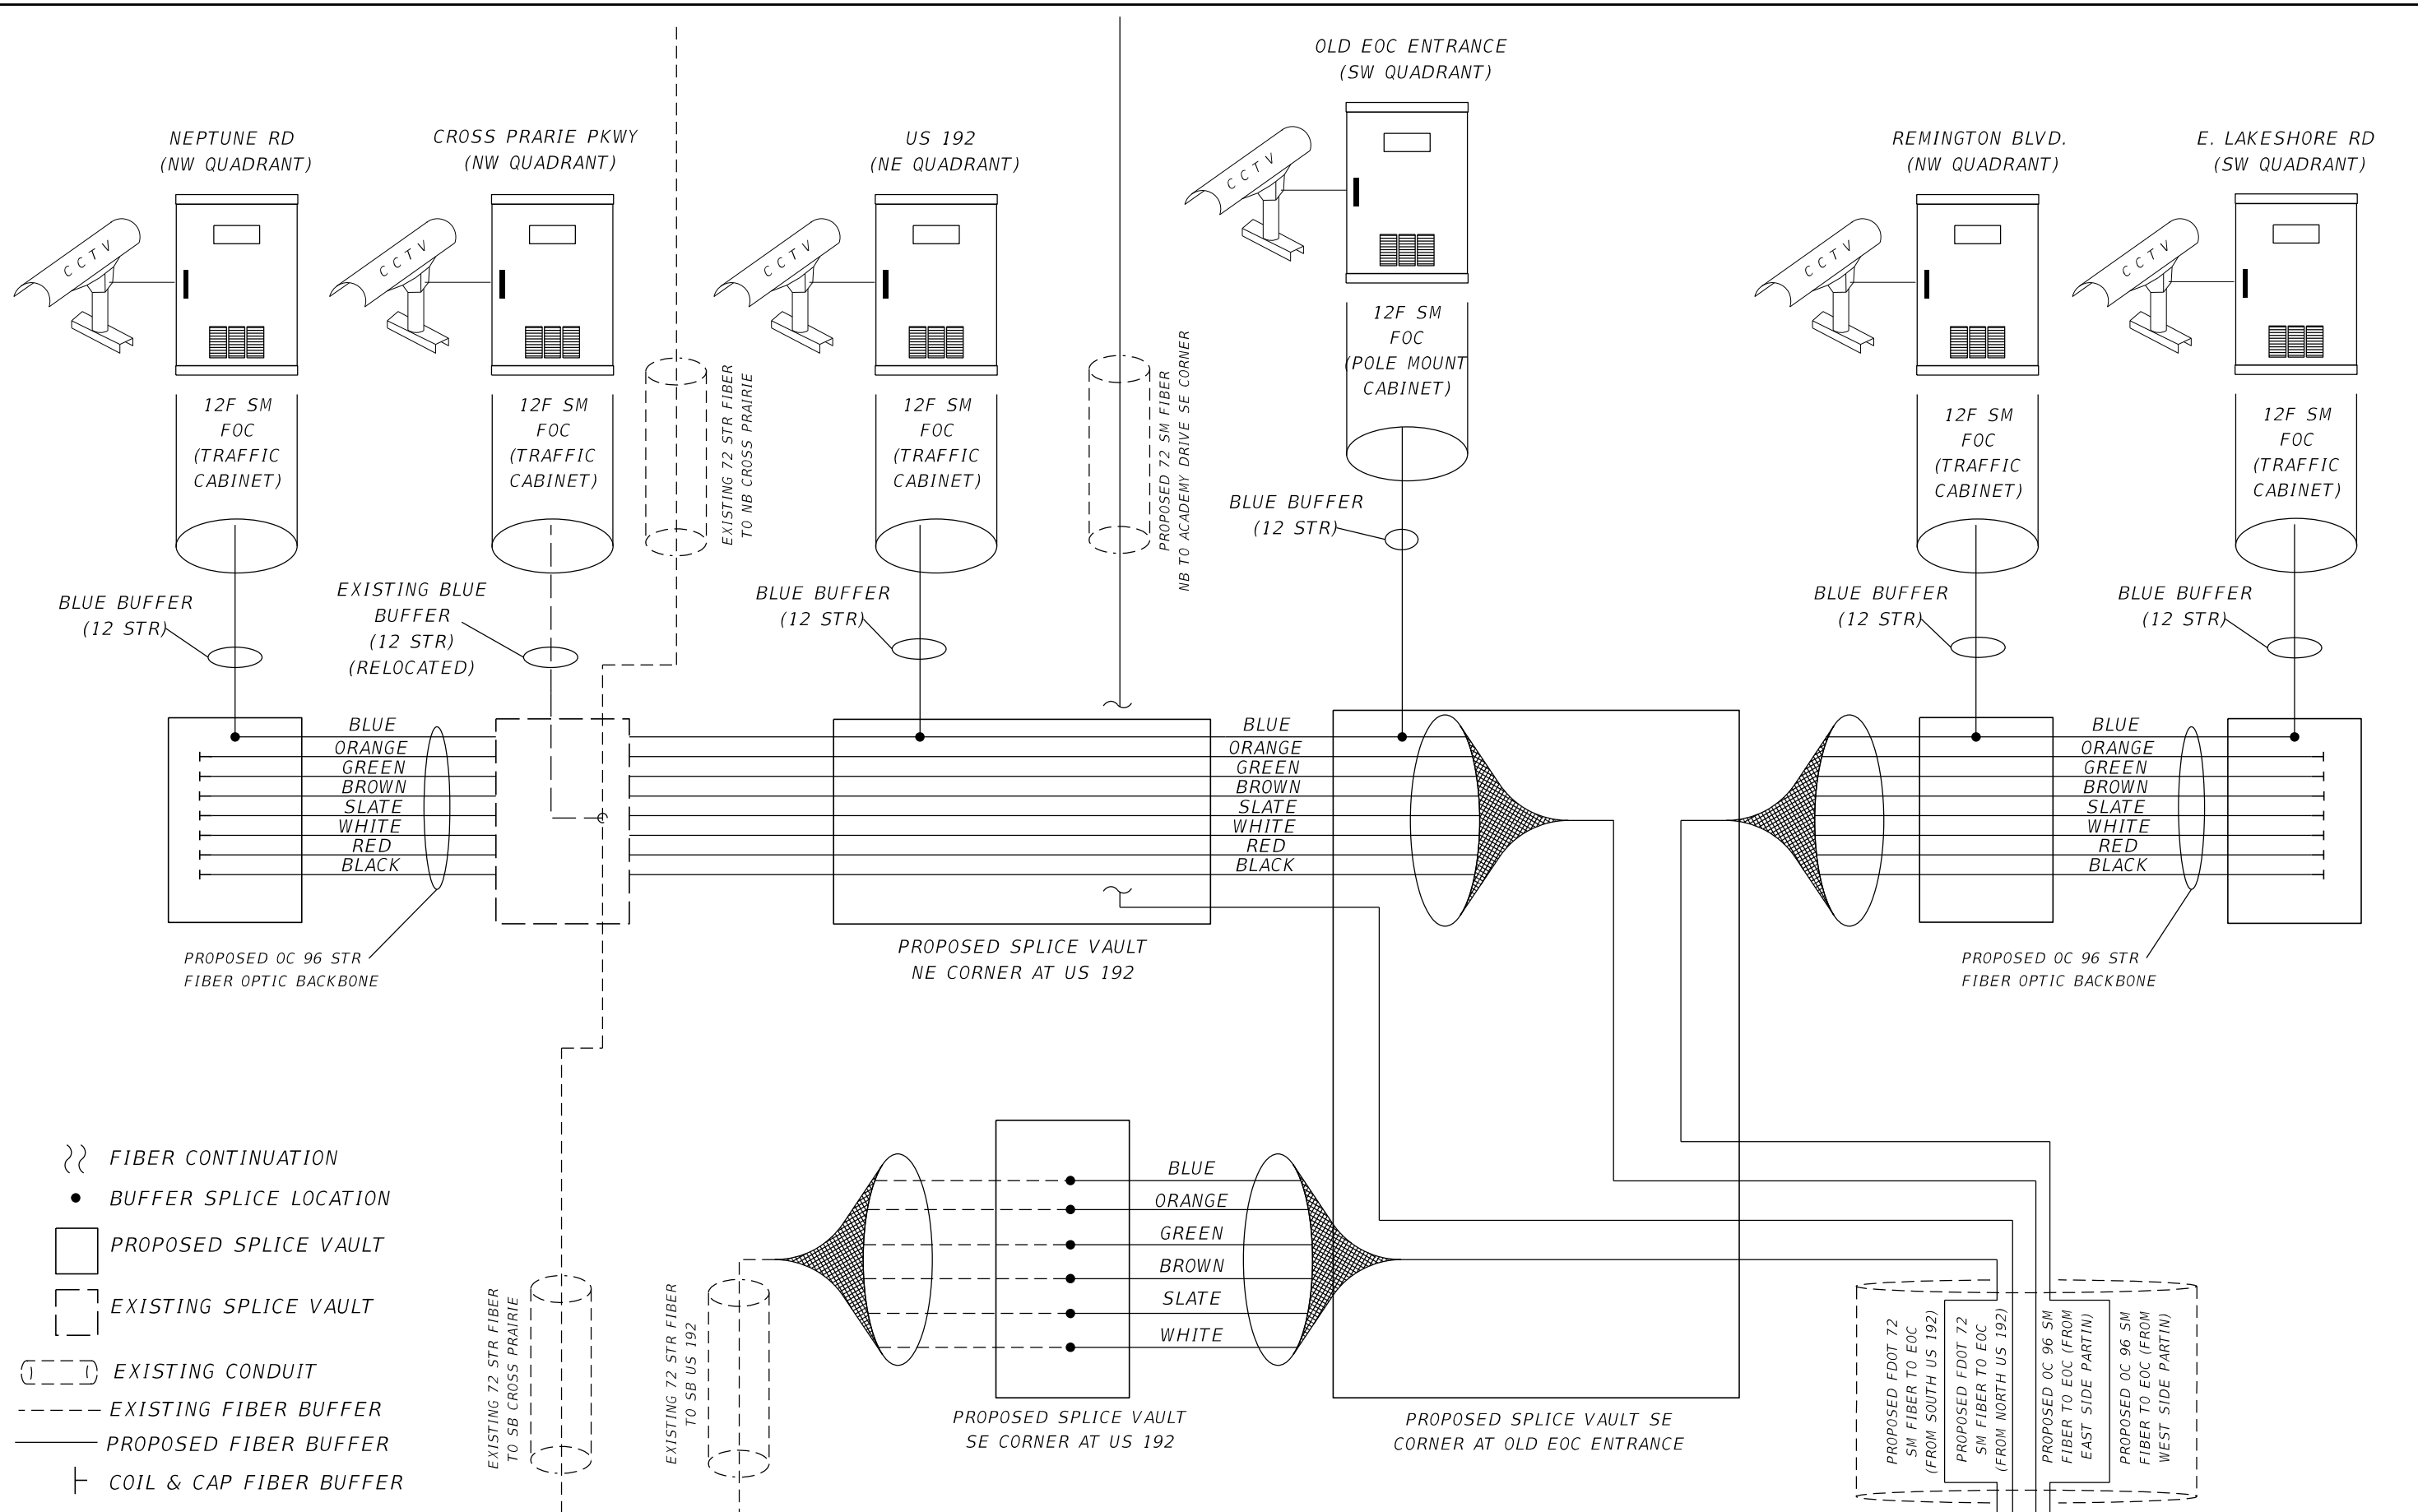 OLD EOC ENTRANCE
(SW QUADRANT)
NEPTUNE RD
(NW QUADRANT)
CROSS PRARIE PKWY
(NW QUADRANT)
US 192
(NE QUADRANT)
REMINGTON BLVD.
(NW QUADRANT)
E. LAKESHORE RD
(SW QUADRANT)
CCTV
CCTV
CCTV
CCTV
CCTV
CCTV
12F SM
FOC
(TRAFFIC
CABINET)
12F SM
FOC
(TRAFFIC
CABINET)
EXISTING 72 STR FIBER
TO NB CROSS PRAIRIE
12F SM
FOC
(TRAFFIC
CABINET)
PROPOSED 72 SM FIBER
NB TO ACADEMY DRIVE SE CORNER
12F SM
FOC
(POLE MOUNT
CABINET)
12F SM
FOC
(TRAFFIC
CABINET)
12F SM
FOC
(TRAFFIC
CABINET)
BLUE BUFFER
(12 STR)
EXISTING BLUE
BUFFER
(12 STR)
(RELOCATED)
BLUE BUFFER
(12 STR)
BLUE BUFFER
(12 STR)
BLUE BUFFER
(12 STR)
BLUE BUFFER
(12 STR)
BLUE
ORANGE
GREEN
BROWN
SLATE
WHITE
RED
BLACK
BLUE
ORANGE
GREEN
BROWN
SLATE
WHITE
RED
BLACK
BLUE
ORANGE
GREEN
BROWN
SLATE
WHITE
RED
BLACK
PROPOSED OC 96 STR
FIBER OPTIC BACKBONE
PROPOSED SPLICE VAULT
NE CORNER AT US 192
PROPOSED OC 96 STR
FIBER OPTIC BACKBONE
FIBER CONTINUATION
BUFFER SPLICE LOCATION
PROPOSED SPLICE VAULT
EXISTING SPLICE VAULT
EXISTING CONDUIT
EXISTING FIBER BUFFER
PROPOSED FIBER BUFFER
COIL & CAP FIBER BUFFER
EXISTING 72 STR FIBER
TO SB CROSS PRAIRIE
EXISTING 72 STR FIBER
TO SB US 192
BLUE
ORANGE
GREEN
BROWN
SLATE
WHITE
PROPOSED SPLICE VAULT
SE CORNER AT US 192
PROPOSED SPLICE VAULT SE
CORNER AT OLD EOC ENTRANCE
PROPOSED FDOT 72
SM FIBER TO EOC
(FROM SOUTH US 192)
PROPOSED FDOT 72
SM FIBER TO EOC
(FROM NORTH US 192)
PROPOSED OC 96 SM
FIBER TO EOC (FROM
EAST SIDE PARTIN)
PROPOSED OC 96 SM
FIBER TO EOC (FROM
WEST SIDE PARTIN)